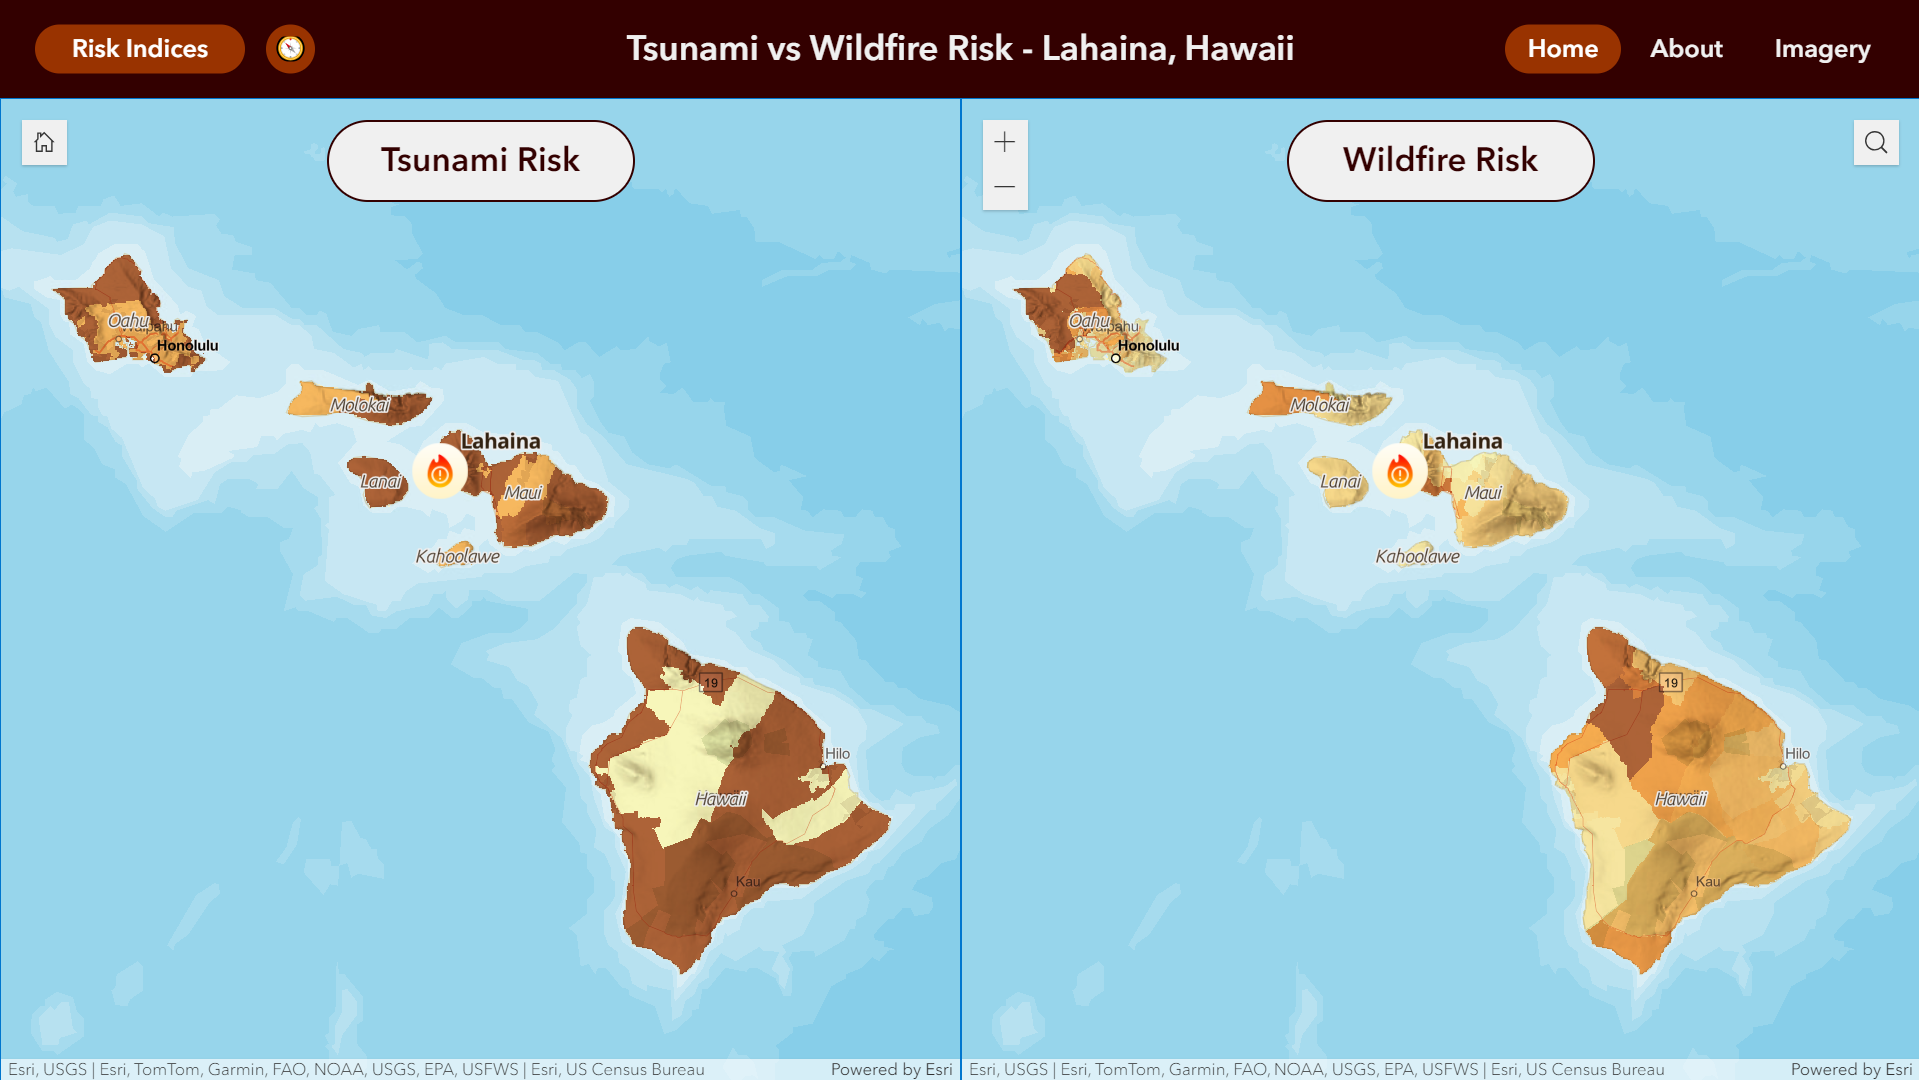 Risk Indices
Tsunami vs Wildfire Risk - Lahaina, Hawaii
Home
About
Imagery
Tsunami Risk
Oahu
Waipahu
Honolulu
Molokai
Lahaina
Lanai
Maui
Kahoolawe
19
Hilo
Hawaii
Kau
Esri, USGS | Esri, TomTom, Garmin, FAO, NOAA, USGS, EPA, USFWS | Esri, US Census Bureau
Powered by Esri
Wildfire Risk
Oahu
Waipahu
Honolulu
Molokai
Lahaina
Lanai
Maui
Kahoolawe
19
Hilo
Hawaii
Kau
Esri, USGS | Esri, TomTom, Garmin, FAO, NOAA, USGS, EPA, USFWS | Esri, US Census Bureau
Powered by Esri